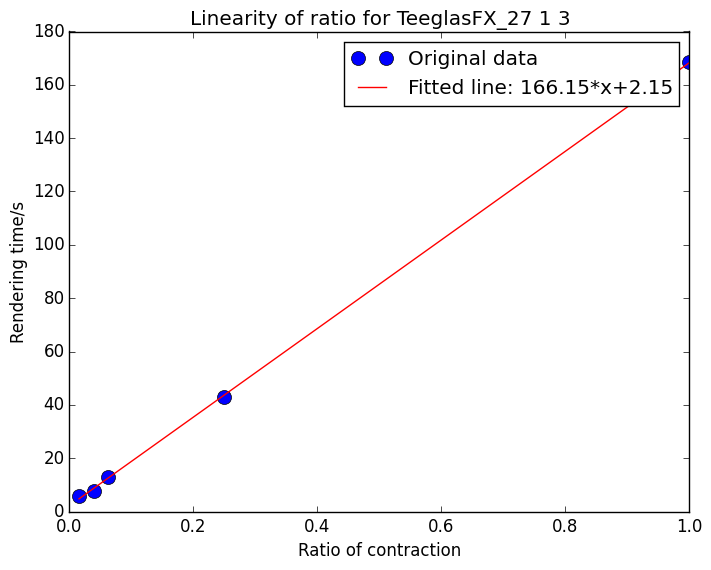 Linearity of ratio for TeeglasFX_27 1 3
Original data
Fitted line: 166.15*x+2.15
Rendering time/s
180
160
140
120
100
80
60
40
20
0
0.0 0.2 0.4 0.6 0.8 1.0
Ratio of contraction